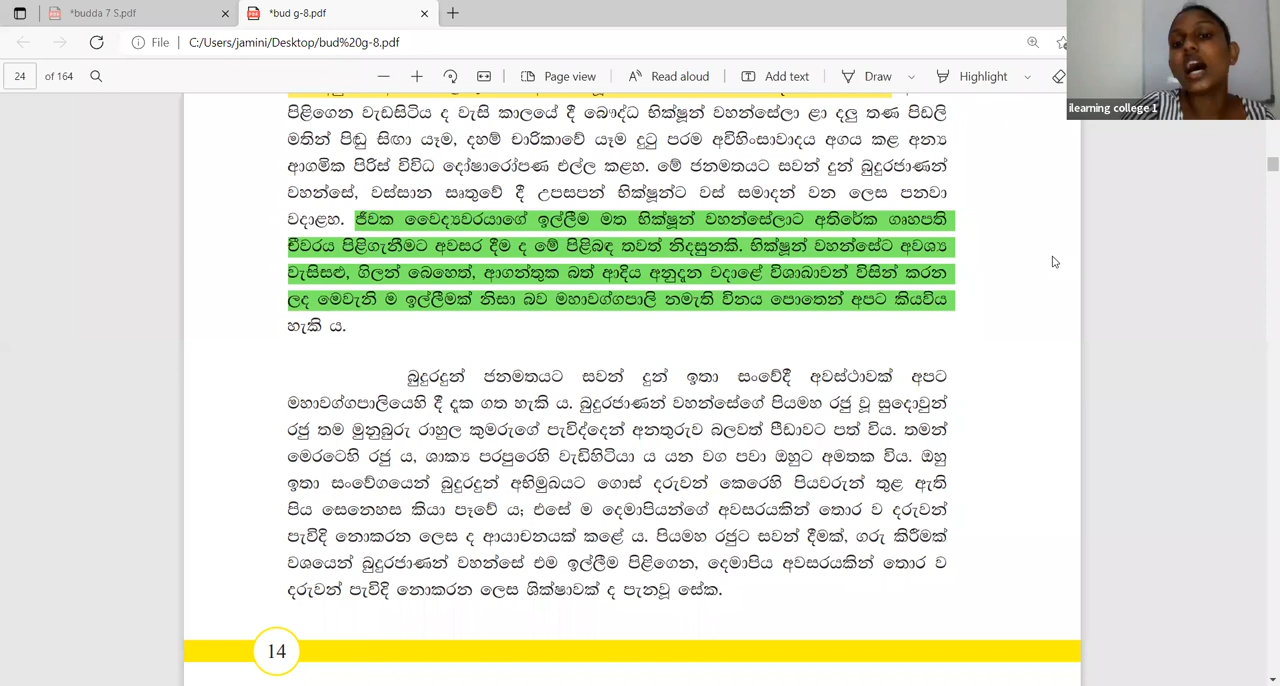 *budda 7 S.pdf
*bud g-8.pdf
File
C:/Users/jamini/Desktop/bud%20g-8.pdf
24
of 164
Page view
Read aloud
Add text
Draw
Highlight
ilearning college 1
පිළිගෙන වැඩසිටිය ද වැසි කාලයේ දී බෞද්ධ භික්ෂූන් වහන්සේලා ළා දලු තණ පිඩලි
මතින් පිඬු සිඟා යෑම, දහම් චාරිකාවේ යෑම දුටු පරම අවිහිංසාවාදය අගය කළ අන්‍ය
ආගමික පිරිස් විවිධ දෝෂාරෝපණ එල්ල කළහ. මේ ජනමතයට සවන් දුන් බුදුරජාණන්
වහන්සේ, වස්සාන ඍතුවේ දී උපසපන් භික්ෂූන්ට වස් සමාදන් වන ලෙස පනවා
වදාළහ. ජීවක වෛද්‍යවරයාගේ ඉල්ලීම මත භික්ෂූන් වහන්සේලාට අතිරේක ගෘහපති
චීවරය පිළිගැනීමට අවසර දීම ද මේ පිළිබඳ තවත් නිදසුනකි. භික්ෂූන් වහන්සේට අවශ්‍ය
වැසිසළු, ගිලන් බෙහෙත්, ආගන්තුක බත් ආදිය අනුදැන වදාළේ විශාඛාවන් විසින් කරන
ලද මෙවැනි ම ඉල්ලීමක් නිසා බව මහාවග්ගපාලි නමැති විනය පොතෙන් අපට කියවිය
හැකි ය.
බුදුරදුන් ජනමතයට සවන් දුන් ඉතා සංවේදී අවස්ථාවක් අපට
මහාවග්ගපාලියෙහි දී දැක ගත හැකි ය. බුදුරජාණන් වහන්සේගේ පියමහ රජු වූ සුදොවුන්
රජු තම මුනුබුරු රාහුල කුමරුගේ පැවිද්දෙන් අනතුරුව බලවත් පීඩාවට පත් විය. තමන්
මෙරටෙහි රජු ය, ශාක්‍ය පරපුරෙහි වැඩිහිටියා ය යන වග පවා ඔහුට අමතක විය. ඔහු
ඉතා සංවේගයෙන් බුදුරදුන් අභිමුඛයට ගොස් දරුවන් කෙරෙහි පියවරුන් තුළ ඇති
පිය සෙනෙහස කියා පෑවේ ය; එසේ ම දෙමාපියන්ගේ අවසරයකින් තොර ව දරුවන්
පැවිදි නොකරන ලෙස ද ආයාචනයක් කළේ ය. පියමහ රජුට සවන් දීමක්, ගරු කිරීමක්
වශයෙන් බුදුරජාණන් වහන්සේ එම ඉල්ලීම පිළිගෙන, දෙමාපිය අවසරයකින් තොර ව
දරුවන් පැවිදි නොකරන ලෙස ශික්ෂාවක් ද පැනවූ සේක.
14